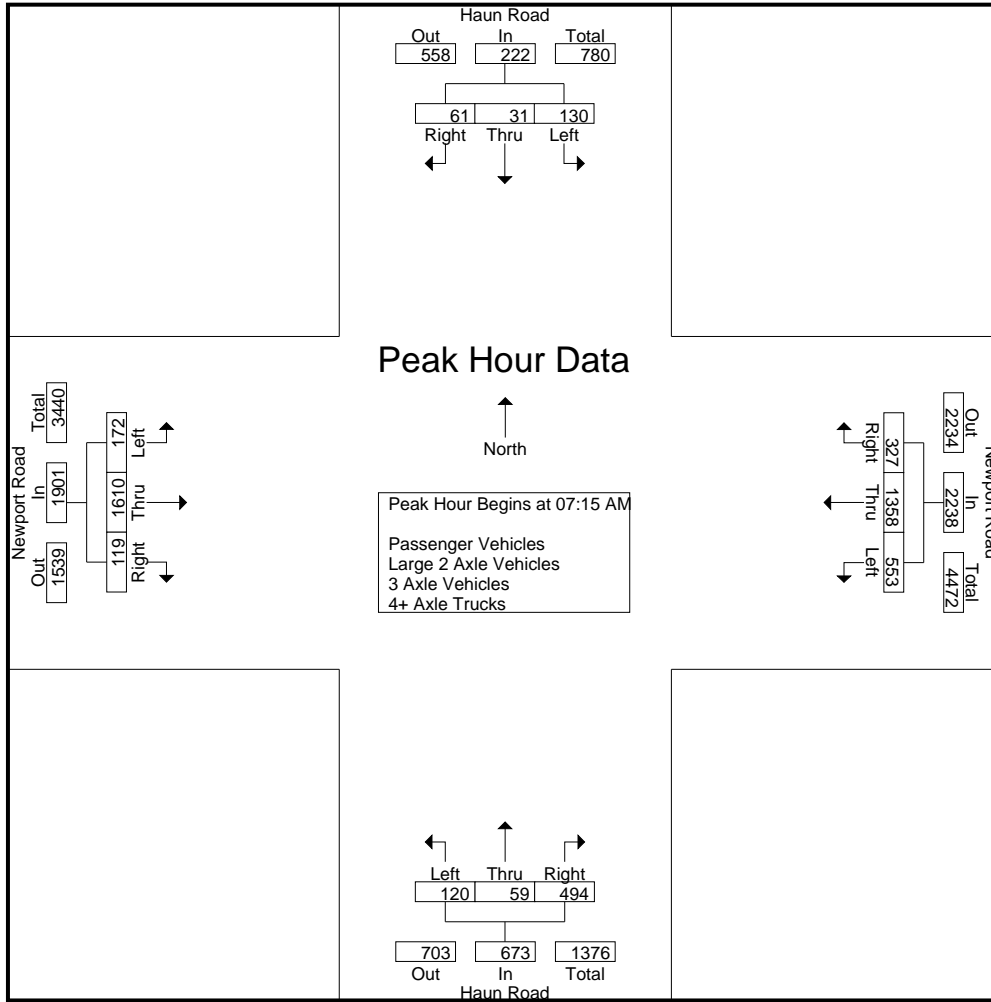 Haun Road
Out In Total
558 222 780
61 31 130
Right Thru Left
Peak Hour Data
North
Peak Hour Begins at 07:15 AM
Passenger Vehicles
Large 2 Axle Vehicles
3 Axle Vehicles
4+ Axle Trucks
Newport Road
Out In Total
1539 1901 3440
172 1610 119
Left Thru Right
Newport Road
Out In Total
2234 2238 4472
327 1358 553
Right Thru Left
Left Thru Right
120 59 494
703 673 1376
Out In Total
Haun Road